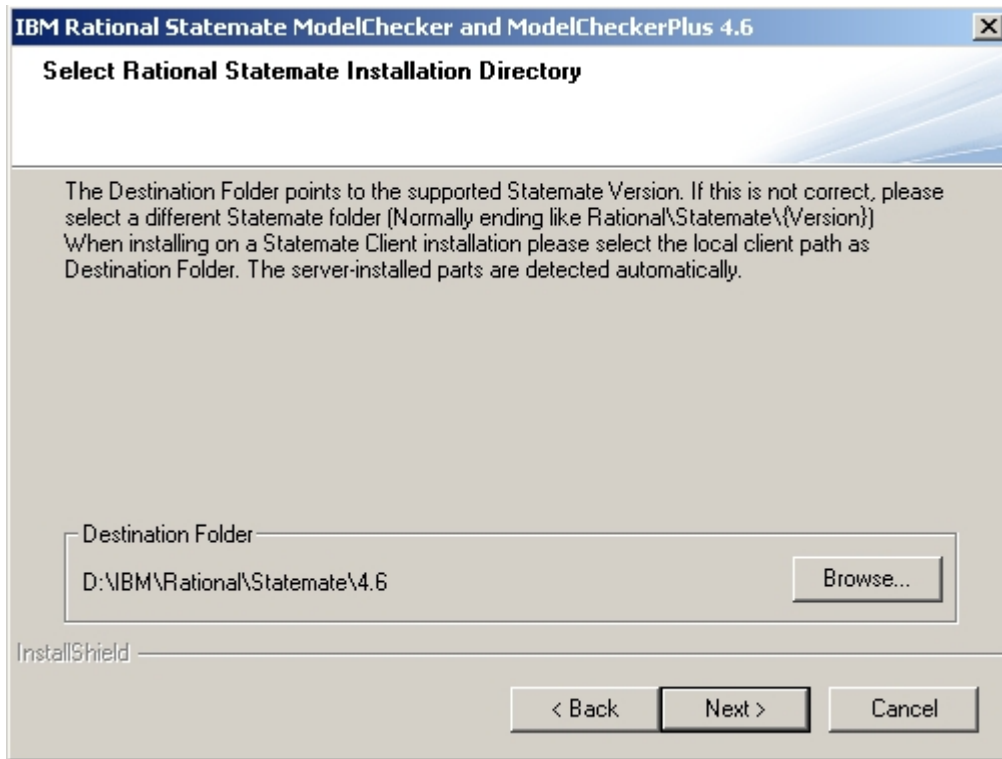 IBM Rational Statemate ModelChecker and ModelCheckerPlus 4.6
Select Rational Statemate Installation Directory
The Destination Folder points to the supported Statemate Version. If this is not correct, please
select a different Statemate folder (Normally ending like Rational\Statemate\{Version})
When installing on a Statemate Client installation please select the local client path as
Destination Folder. The server-installed parts are detected automatically.
Destination Folder
D:\IBM\Rational\Statemate\4.6
Browse...
InstallShield
< Back
Next >
Cancel